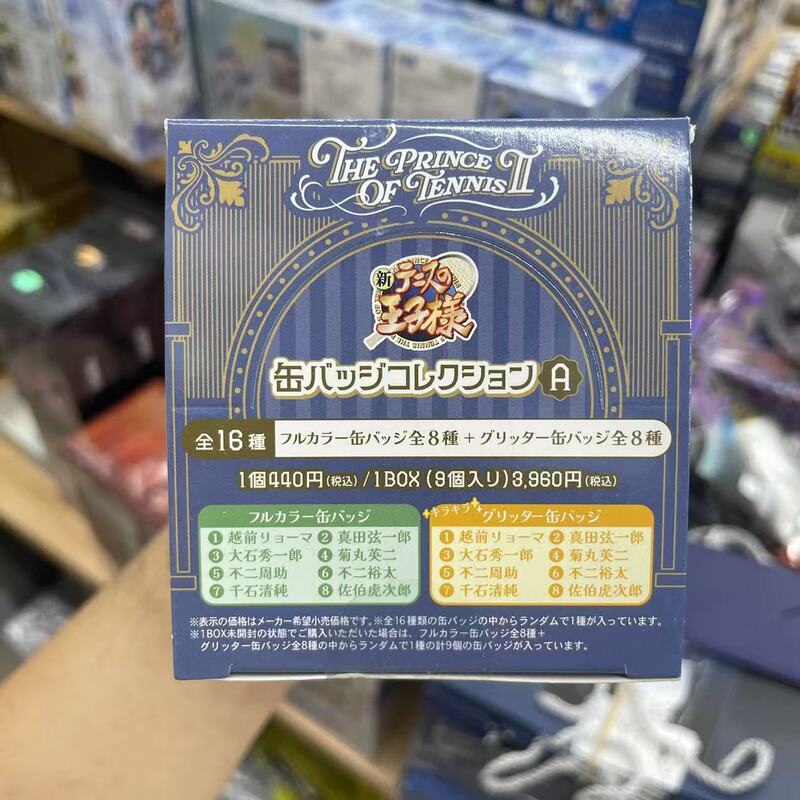 THE PRINCE
OF TENNIS II
新テニスの
王子様
缶バッジコレクション A
全16種 フルカラー缶バッジ全8種+グリッター缶バッジ全8種
1個440円(税込)/1BOX(9個入り)3,960円(税込)
フルカラー缶バッジ
1 越前リョーマ 2 真田弦一郎
3 大石秀一郎 4 菊丸英二
5 不二周助 6 不二裕太
7 千石清純 8 佐伯虎次郎
キラキラ グリッター缶バッジ
1 越前リョーマ 2 真田弦一郎
3 大石秀一郎 4 菊丸英二
5 不二周助 6 不二裕太
7 千石清純 8 佐伯虎次郎
※表示の価格はメーカー希望小売価格です。※全16種類の缶バッジの中からランダムで1種が入っています。
※1BOX未開封の状態でご購入いただいた場合は、フルカラー缶バッジ全8種+
グリッター缶バッジ全8種の中からランダムで1種の計9個の缶バッジが入っています。